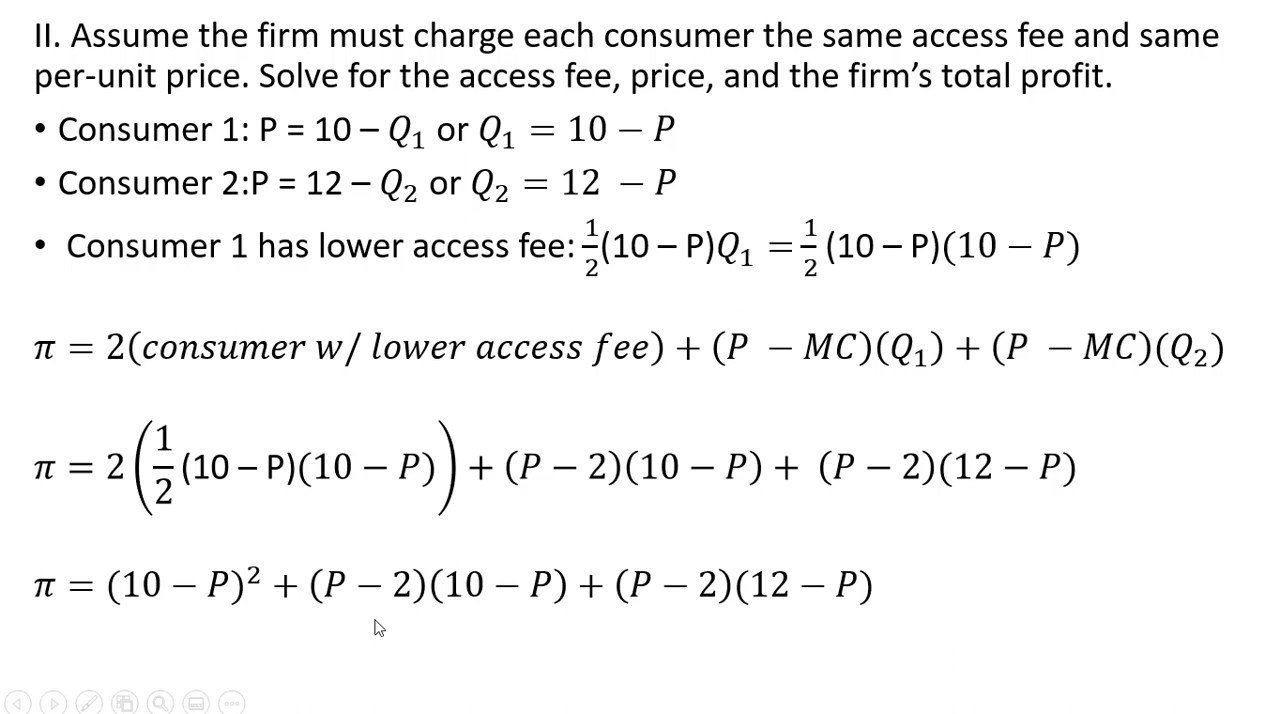 II. Assume the firm must charge each consumer the same access fee and same
per-unit price. Solve for the access fee, price, and the firm's total profit.
• Consumer 1: P = 10 – Q₁ or Q₁ = 10 − P
• Consumer 2:P = 12 – Q₂ or Q₂ = 12 − P
• Consumer 1 has lower access fee: ½(10 – P)Q₁ = ½ (10 – P)(10 − P)
π = 2(consumer w/ lower access fee) + (P − MC)(Q₁) + (P − MC)(Q₂)
π = 2(½(10 – P)(10 − P)) + (P − 2)(10 − P) + (P − 2)(12 − P)
π = (10 − P)² + (P − 2)(10 − P) + (P − 2)(12 − P)